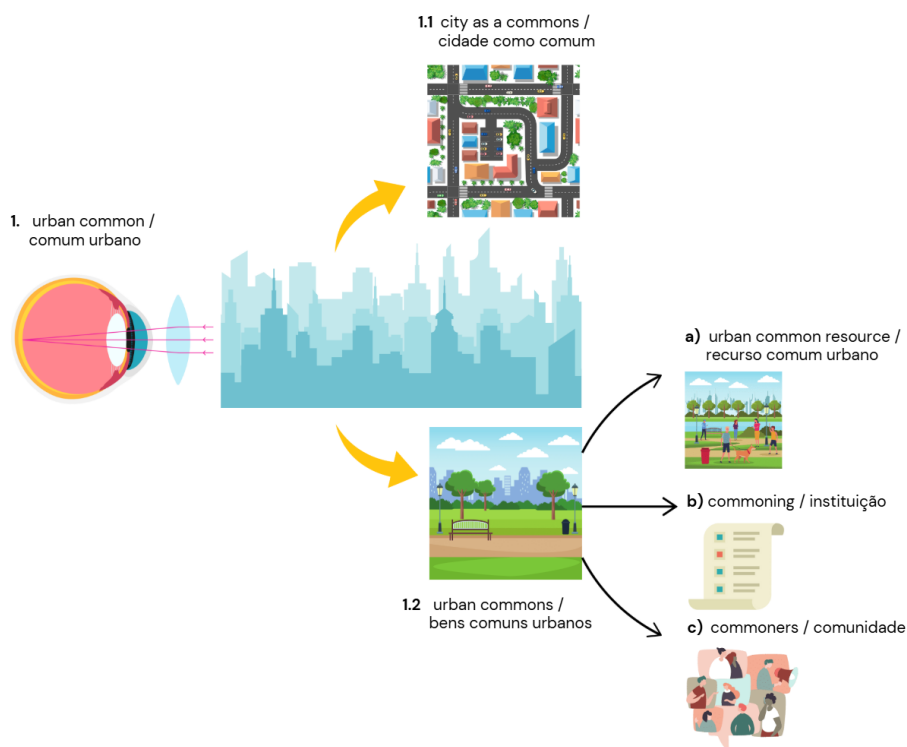 1.1 city as a commons /
cidade como comum
1. urban common /
comum urbano
a) urban common resource /
recurso comum urbano
b) commoning / instituição
1.2 urban commons /
bens comuns urbanos
c) commoners / comunidade